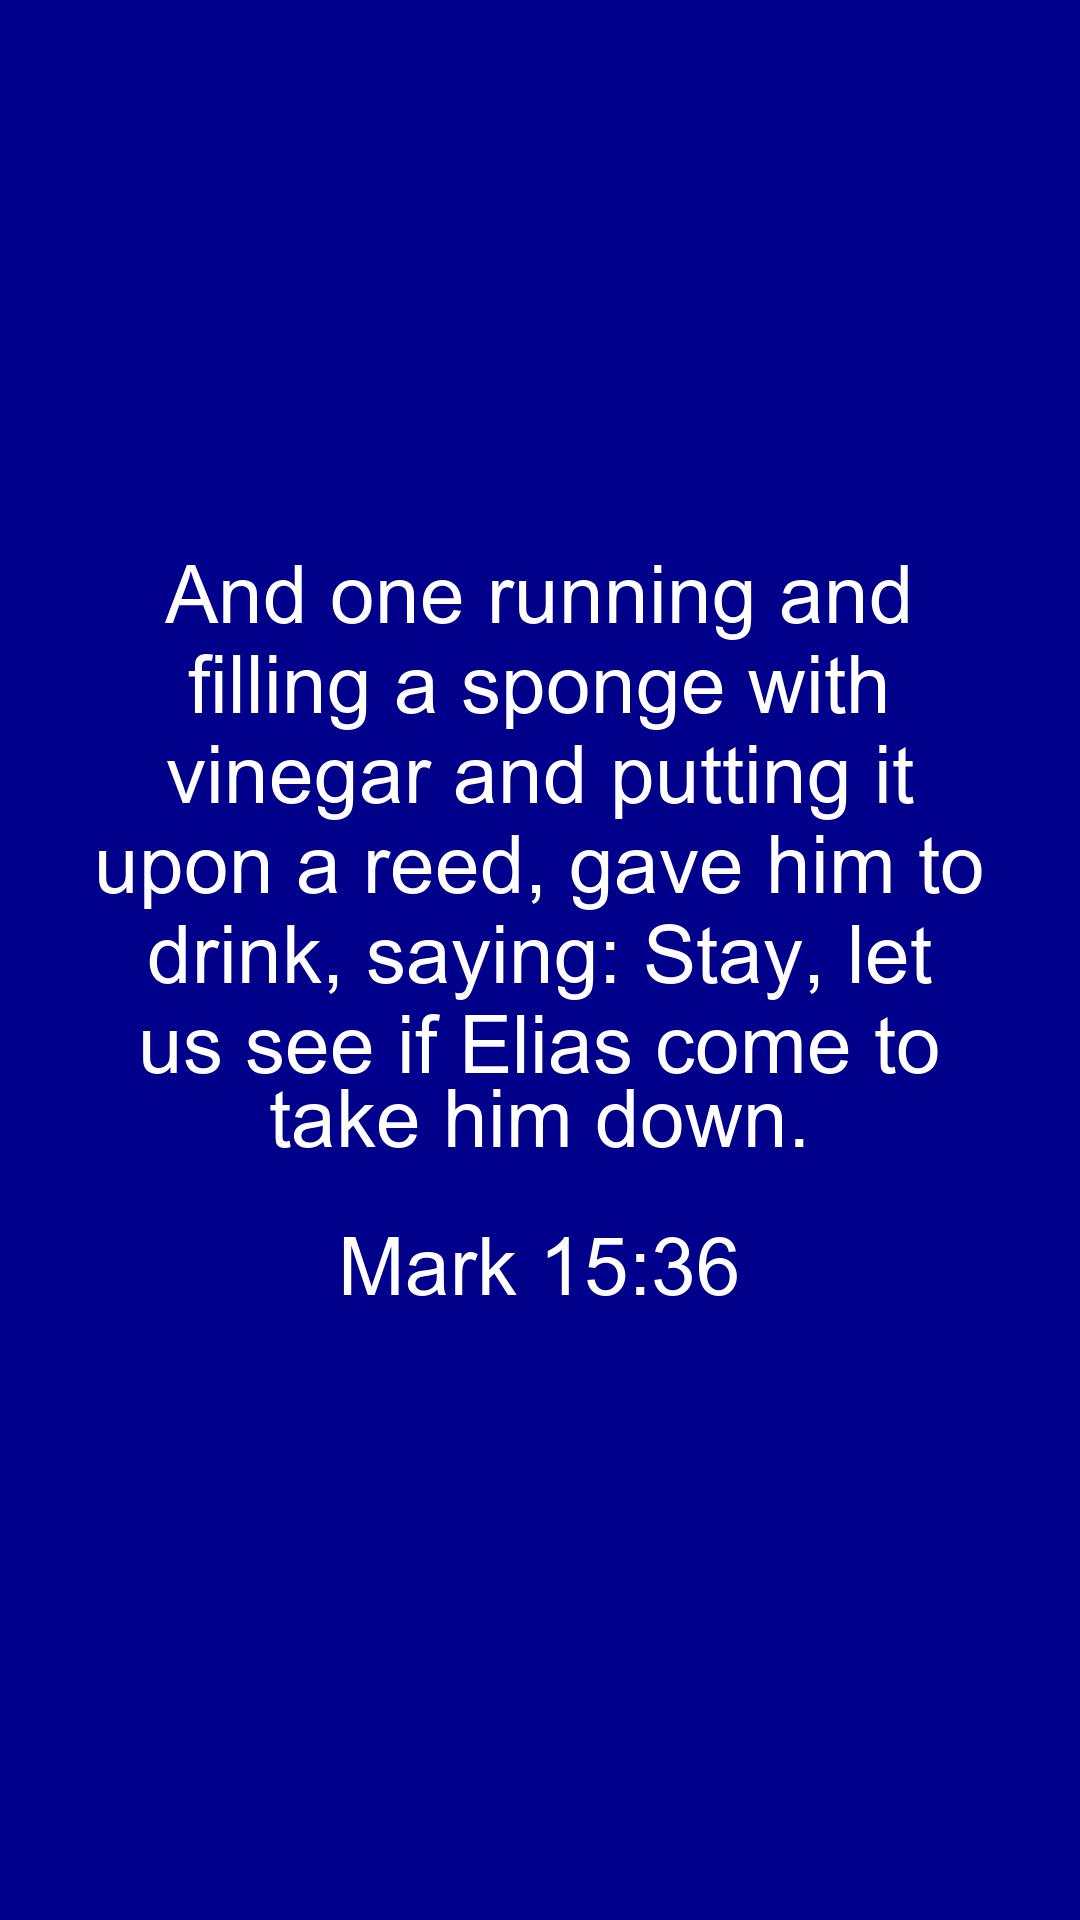 And one running and
filling a sponge with
vinegar and putting it
upon a reed, gave him to
drink, saying: Stay, let
us see if Elias come to
take him down.
Mark 15:36